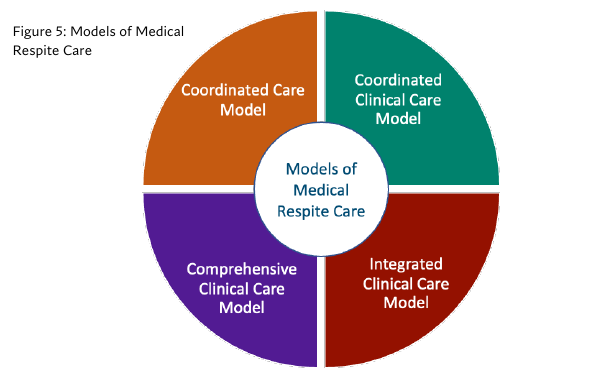 Figure 5: Models of Medical
Respite Care
Coordinated Care
Model
Coordinated
Clinical Care
Model
Models of
Medical
Respite Care
Comprehensive
Clinical Care
Model
Integrated
Clinical Care
Model